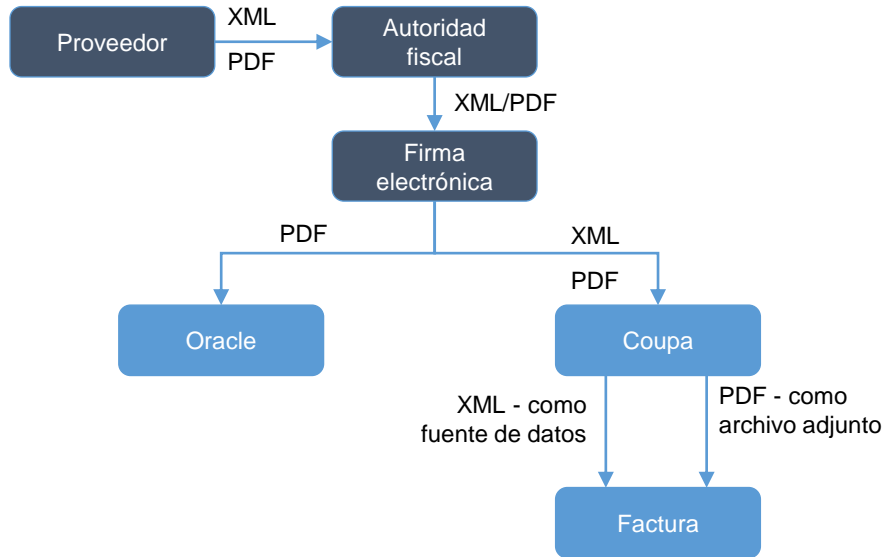 Proveedor
XML
PDF
Autoridad
fiscal
XML/PDF
Firma
electrónica
PDF
XML
PDF
Oracle
Coupa
XML - como
fuente de datos
PDF - como
archivo adjunto
Factura